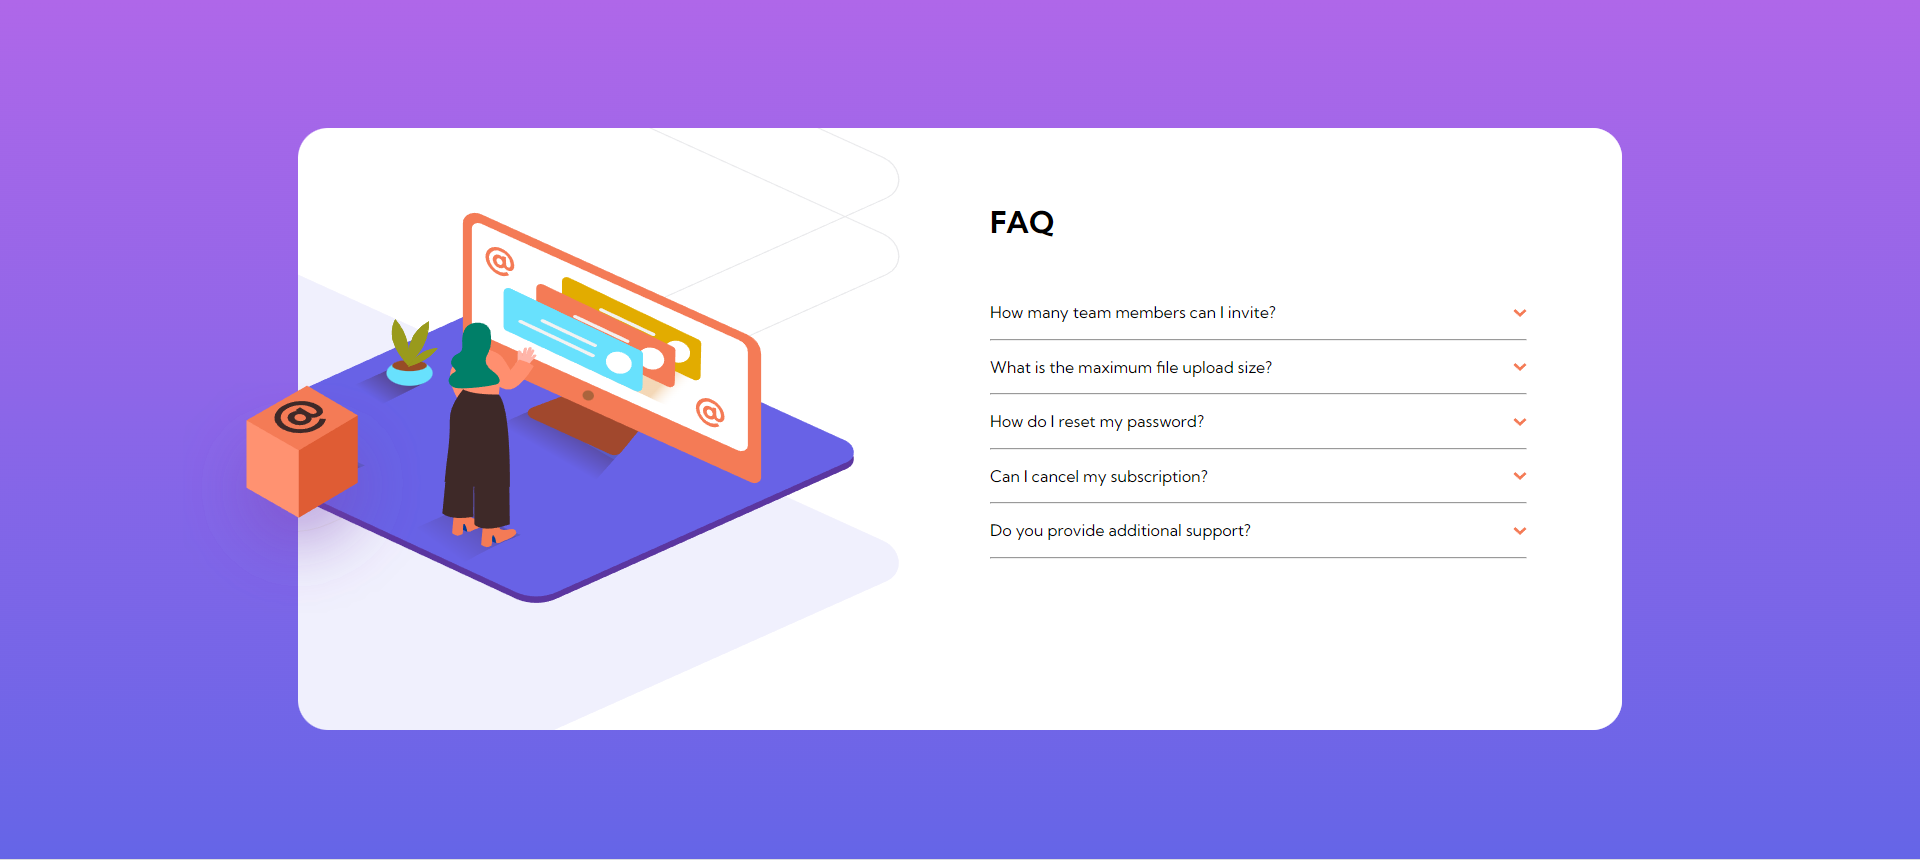 @
@
@
FAQ
How many team members can I invite?
What is the maximum file upload size?
How do I reset my password?
Can I cancel my subscription?
Do you provide additional support?